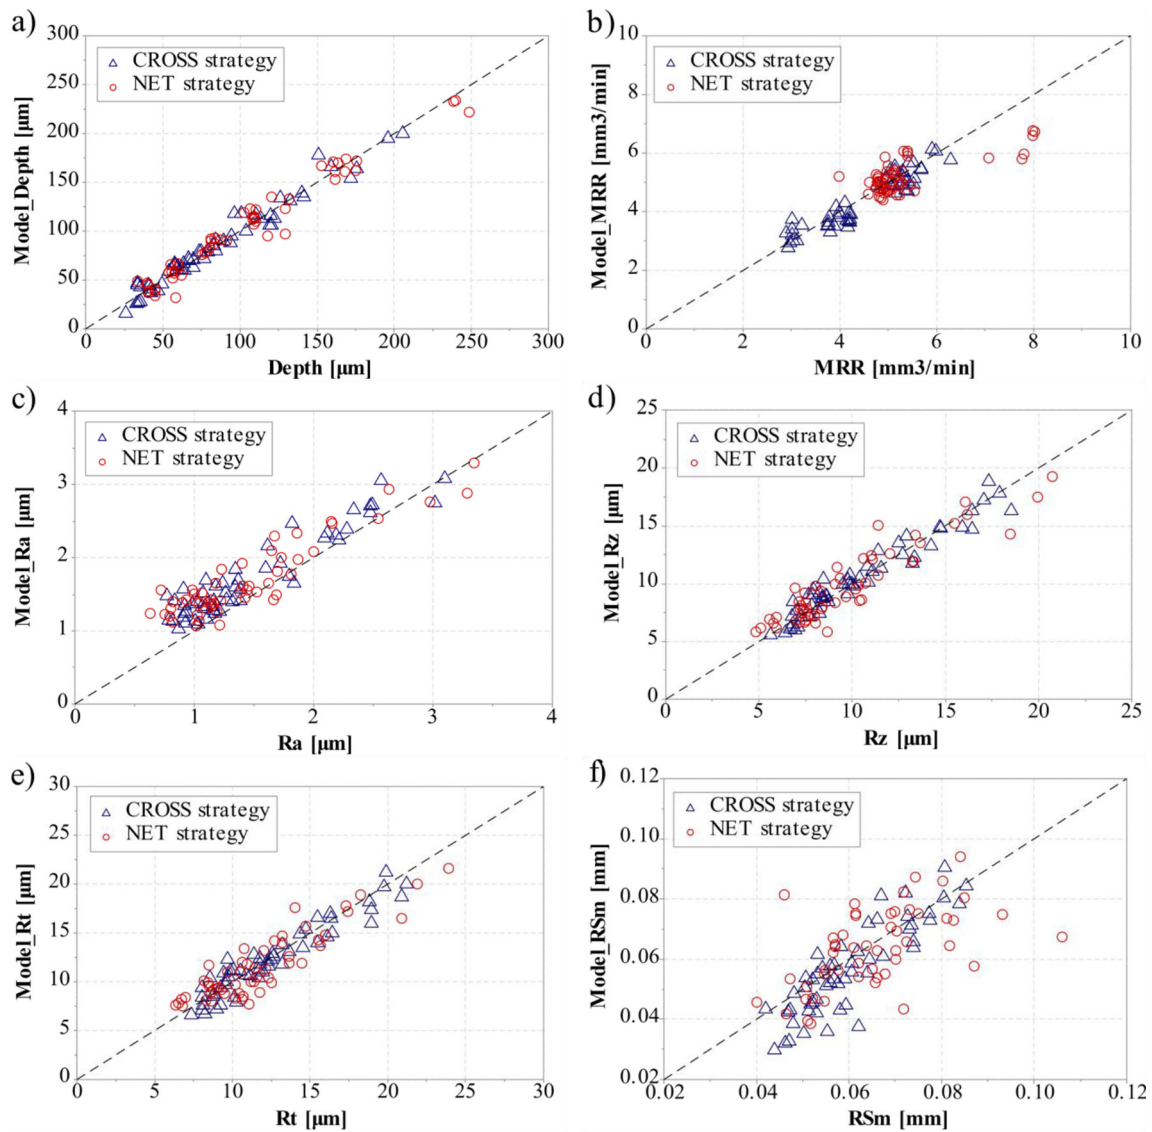 a)
300
250
200
150
100
50
0
Model_Depth [µm]
CROSS strategy
NET strategy
0 50 100 150 200 250 300
Depth [µm]
b)
10
8
6
4
2
0
Model_MRR [mm3/min]
CROSS strategy
NET strategy
0 2 4 6 8 10
MRR [mm3/min]
c)
4
3
2
1
0
Model_Ra [µm]
CROSS strategy
NET strategy
0 1 2 3 4
Ra [µm]
d)
25
20
15
10
5
0
Model_Rz [µm]
CROSS strategy
NET strategy
0 5 10 15 20 25
Rz [µm]
e)
30
25
20
15
10
5
0
Model_Rt [µm]
CROSS strategy
NET strategy
0 5 10 15 20 25 30
Rt [µm]
f)
0.12
0.10
0.08
0.06
0.04
0.02
Model_RSm [mm]
CROSS strategy
NET strategy
0.02 0.04 0.06 0.08 0.10 0.12
RSm [mm]